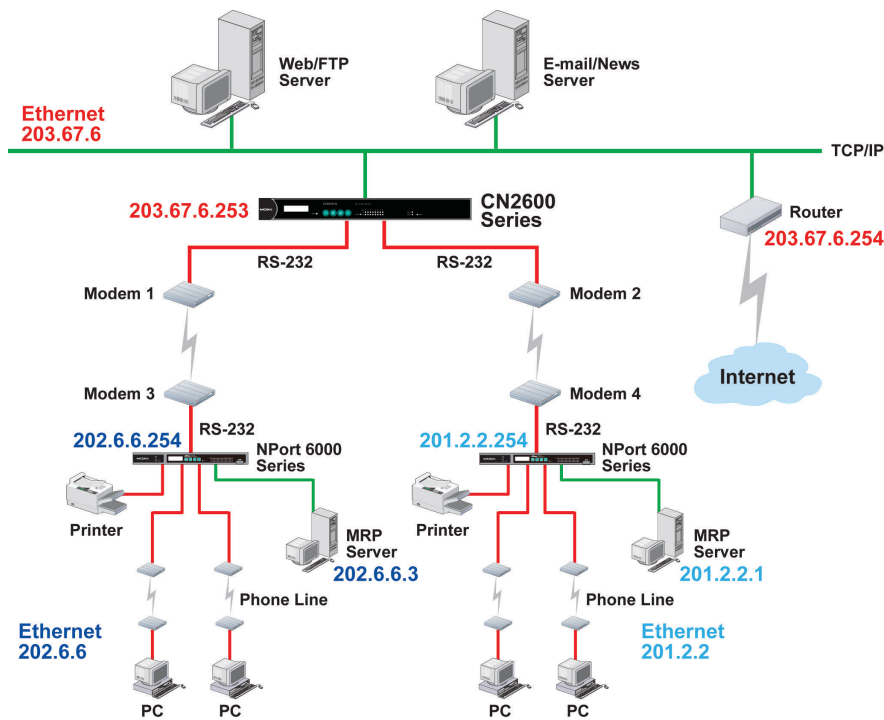 Web/FTP
Server
E-mail/News
Server
Ethernet
203.67.6
TCP/IP
203.67.6.253
MOXA
CN2600
Series
Router
203.67.6.254
RS-232
RS-232
Modem 1
Modem 2
Internet
Modem 3
Modem 4
RS-232
RS-232
202.6.6.254
NPort 6000
Series
201.2.2.254
NPort 6000
Series
Printer
Printer
MRP
Server
202.6.6.3
MRP
Server
201.2.2.1
Phone Line
Phone Line
Ethernet
202.6.6
Ethernet
201.2.2
PC
PC
PC
PC